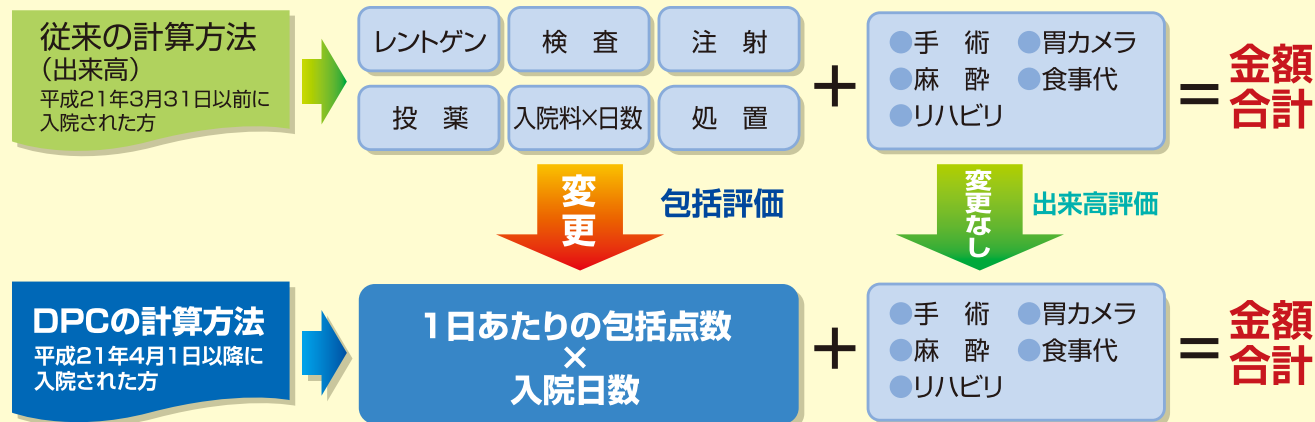 従来の計算方法
（出来高）
平成21年3月31日以前に
入院された方
レントゲン
検　査
注　射
投　薬
入院料×日数
処　置
＋
●手　術　●胃カメラ
●麻　酔　●食事代
●リハビリ
＝
金額
合計
変更
包括評価
変更なし
出来高評価
DPCの計算方法
平成21年4月1日以降に
入院された方
1日あたりの包括点数
×
入院日数
＋
●手　術　●胃カメラ
●麻　酔　●食事代
●リハビリ
＝
金額
合計